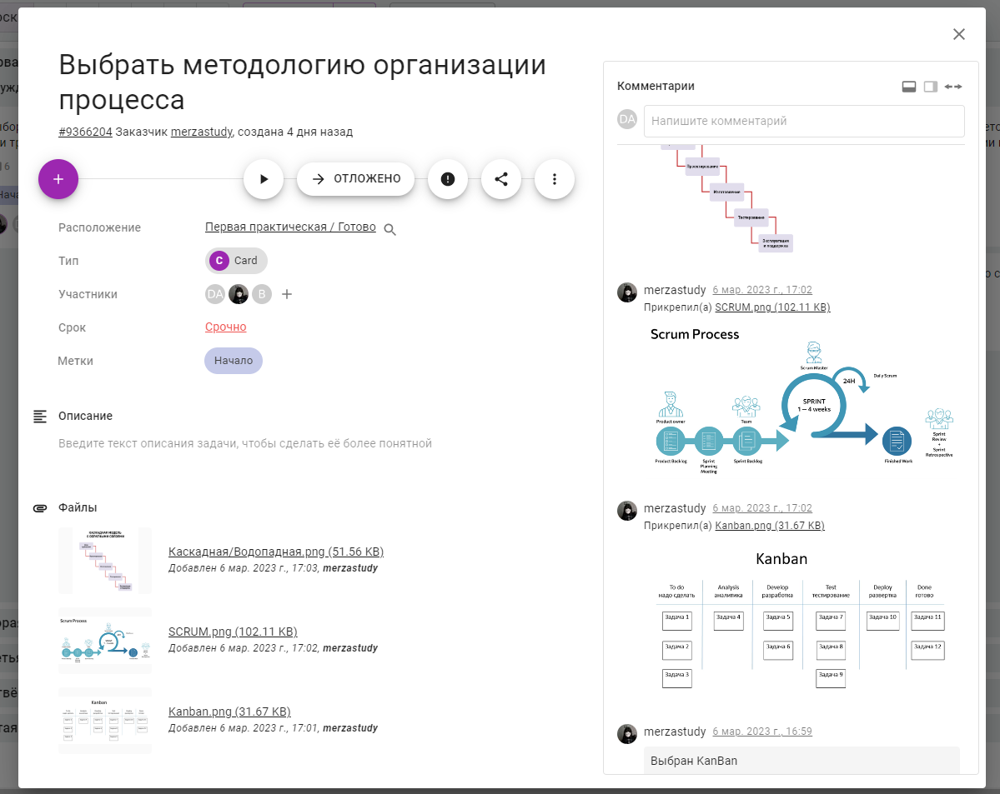 Выбрать методологию организации
процесса
#9366204 Заказчик merzastudy, создана 4 дня назад
ОТЛОЖЕНО
Расположение
Первая практическая / Готово
Тип
C Card
Участники
DA B
Срок
Срочно
Метки
Начало
Описание
Введите текст описания задачи, чтобы сделать её более понятной
Файлы
КАСКАДНАЯ МОДЕЛЬ
С ОБРАТНЫМИ СВЯЗЯМИ
Каскадная/Водопадная.png (51.56 KB)
Добавлен 6 мар. 2023 г., 17:03, merzastudy
Scrum Process
SCRUM.png (102.11 KB)
Добавлен 6 мар. 2023 г., 17:02, merzastudy
Kanban
Kanban.png (31.67 KB)
Добавлен 6 мар. 2023 г., 17:01, merzastudy
Комментарии
DA
Напишите комментарий
Проектирование
Изготовление
Тестирование
Эксплуатация
и поддержка
merzastudy 6 мар. 2023 г., 17:02
Прикрепил(а) SCRUM.png (102.11 KB)
Scrum Process
Scrum Master
24H
Daily Scrum
SPRINT
1 – 4 weeks
Product owner
Team
Product Backlog
Sprint
Planning
Meeting
Sprint Backlog
Finished Work
Sprint
Review
+
Sprint
Retrospective
merzastudy 6 мар. 2023 г., 17:02
Прикрепил(а) Kanban.png (31.67 KB)
Kanban
To do Analysis Develop Test Deploy Done
надо сделать аналитика разработка тестирование развертка готово
Задача 1 Задача 4 Задача 5 Задача 7 Задача 10 Задача 11
Задача 2 Задача 6 Задача 8 Задача 12
Задача 3 Задача 9
merzastudy 6 мар. 2023 г., 16:59
Выбран KanBan